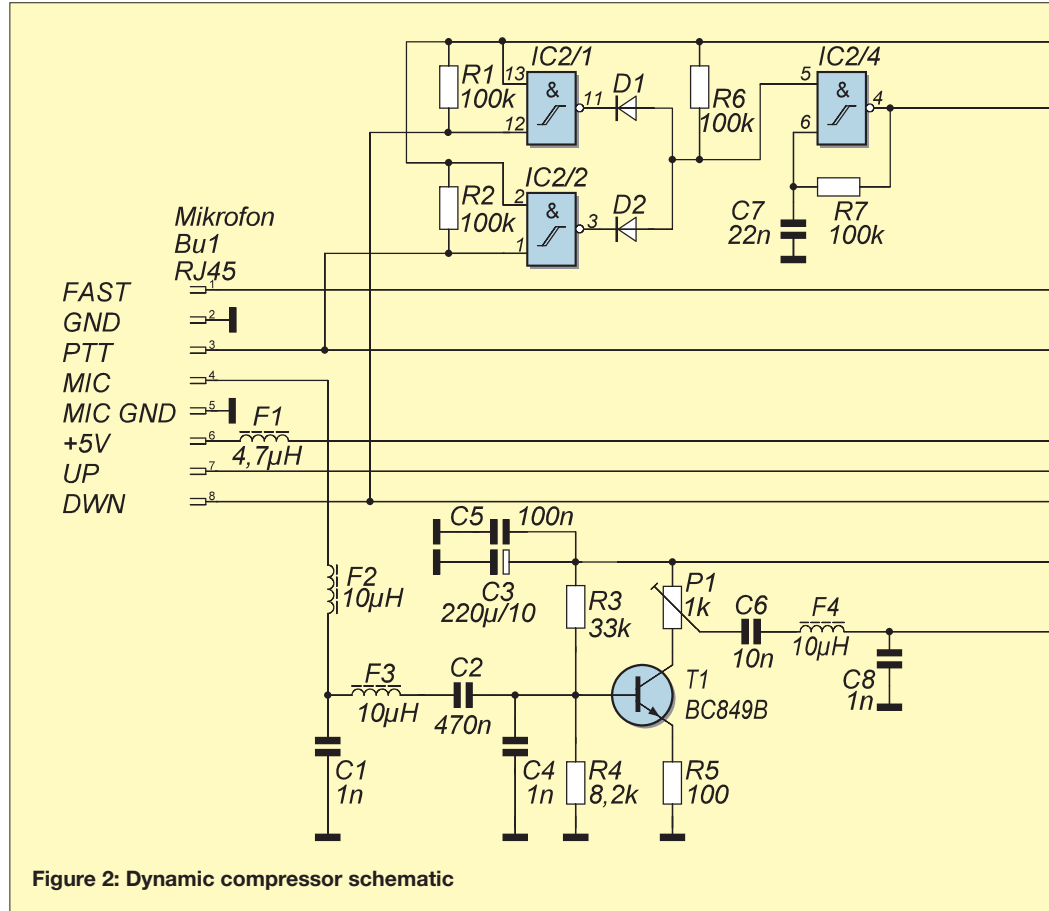 IC2/1
IC2/4
R1
100k
13
&
11
12
D1
R6
100k
5
&
4
6
IC2/2
R2
100k
2
&
3
1
D2
C7
22n
R7
100k
Mikrofon
Bu1
RJ45
FAST 1
GND 2
PTT 3
MIC 4
MIC GND 5
F1
+5V 6
4,7µH
UP 7
DWN 8
C5 100n
C3
220µ/10
F2
10µH
R3
33k
P1
1k
C6
10n
F4
10µH
F3
10µH
C2
470n
T1
BC849B
C8
1n
C1
1n
C4
1n
R4
8,2k
R5
100
Figure 2: Dynamic compressor schematic